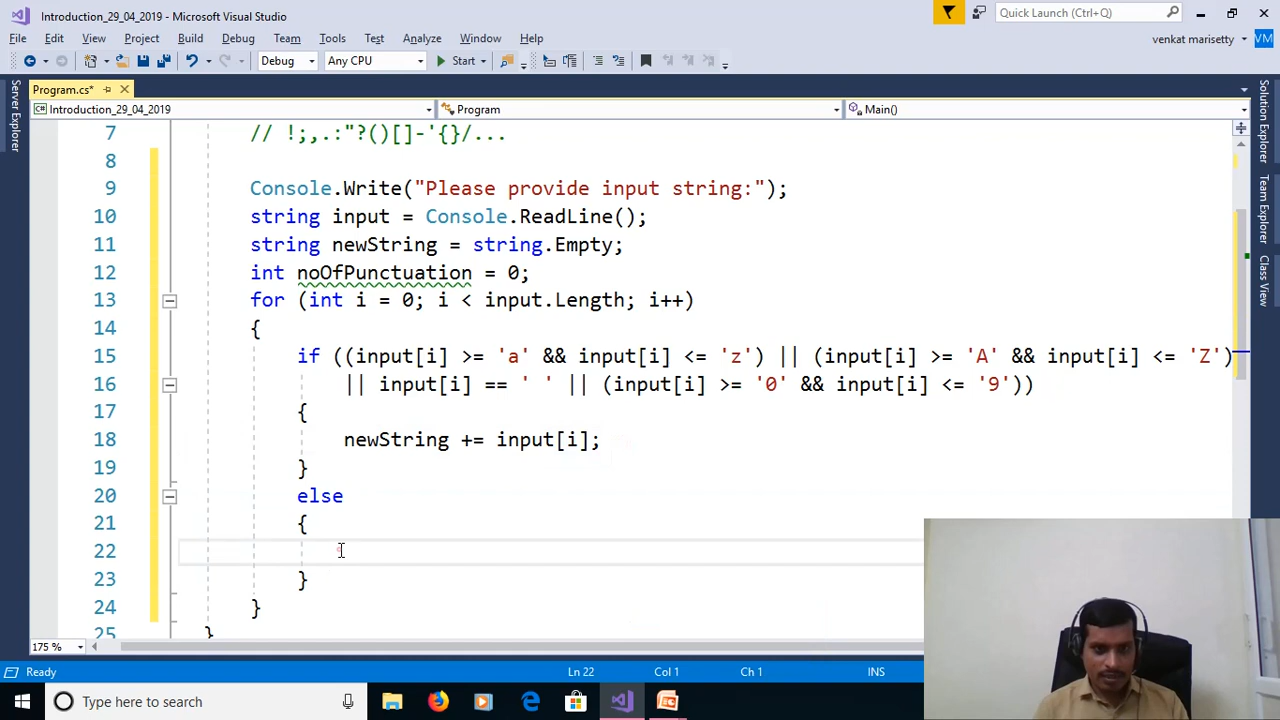 Introduction_29_04_2019 - Microsoft Visual Studio
Quick Launch (Ctrl+Q)
File Edit View Project Build Debug Team Tools Test Analyze Window Help
venkat marisetty VM
Debug Any CPU Start
Program.cs*
Introduction_29_04_2019 Program Main()
Server Explorer
Solution Explorer
Team Explorer
Class View
7 // !;,.:"?()[]-'{}/...
8
9 Console.Write("Please provide input string:");
10 string input = Console.ReadLine();
11 string newString = string.Empty;
12 int noOfPunctuation = 0;
13 for (int i = 0; i < input.Length; i++)
14 {
15 if ((input[i] >= 'a' && input[i] <= 'z') || (input[i] >= 'A' && input[i] <= 'Z')
16 || input[i] == ' ' || (input[i] >= '0' && input[i] <= '9'))
17 {
18 newString += input[i];
19 }
20 else
21 {
22
23 }
24 }
25 }
175 %
Ready Ln 22 Col 1 Ch 1 INS
Type here to search